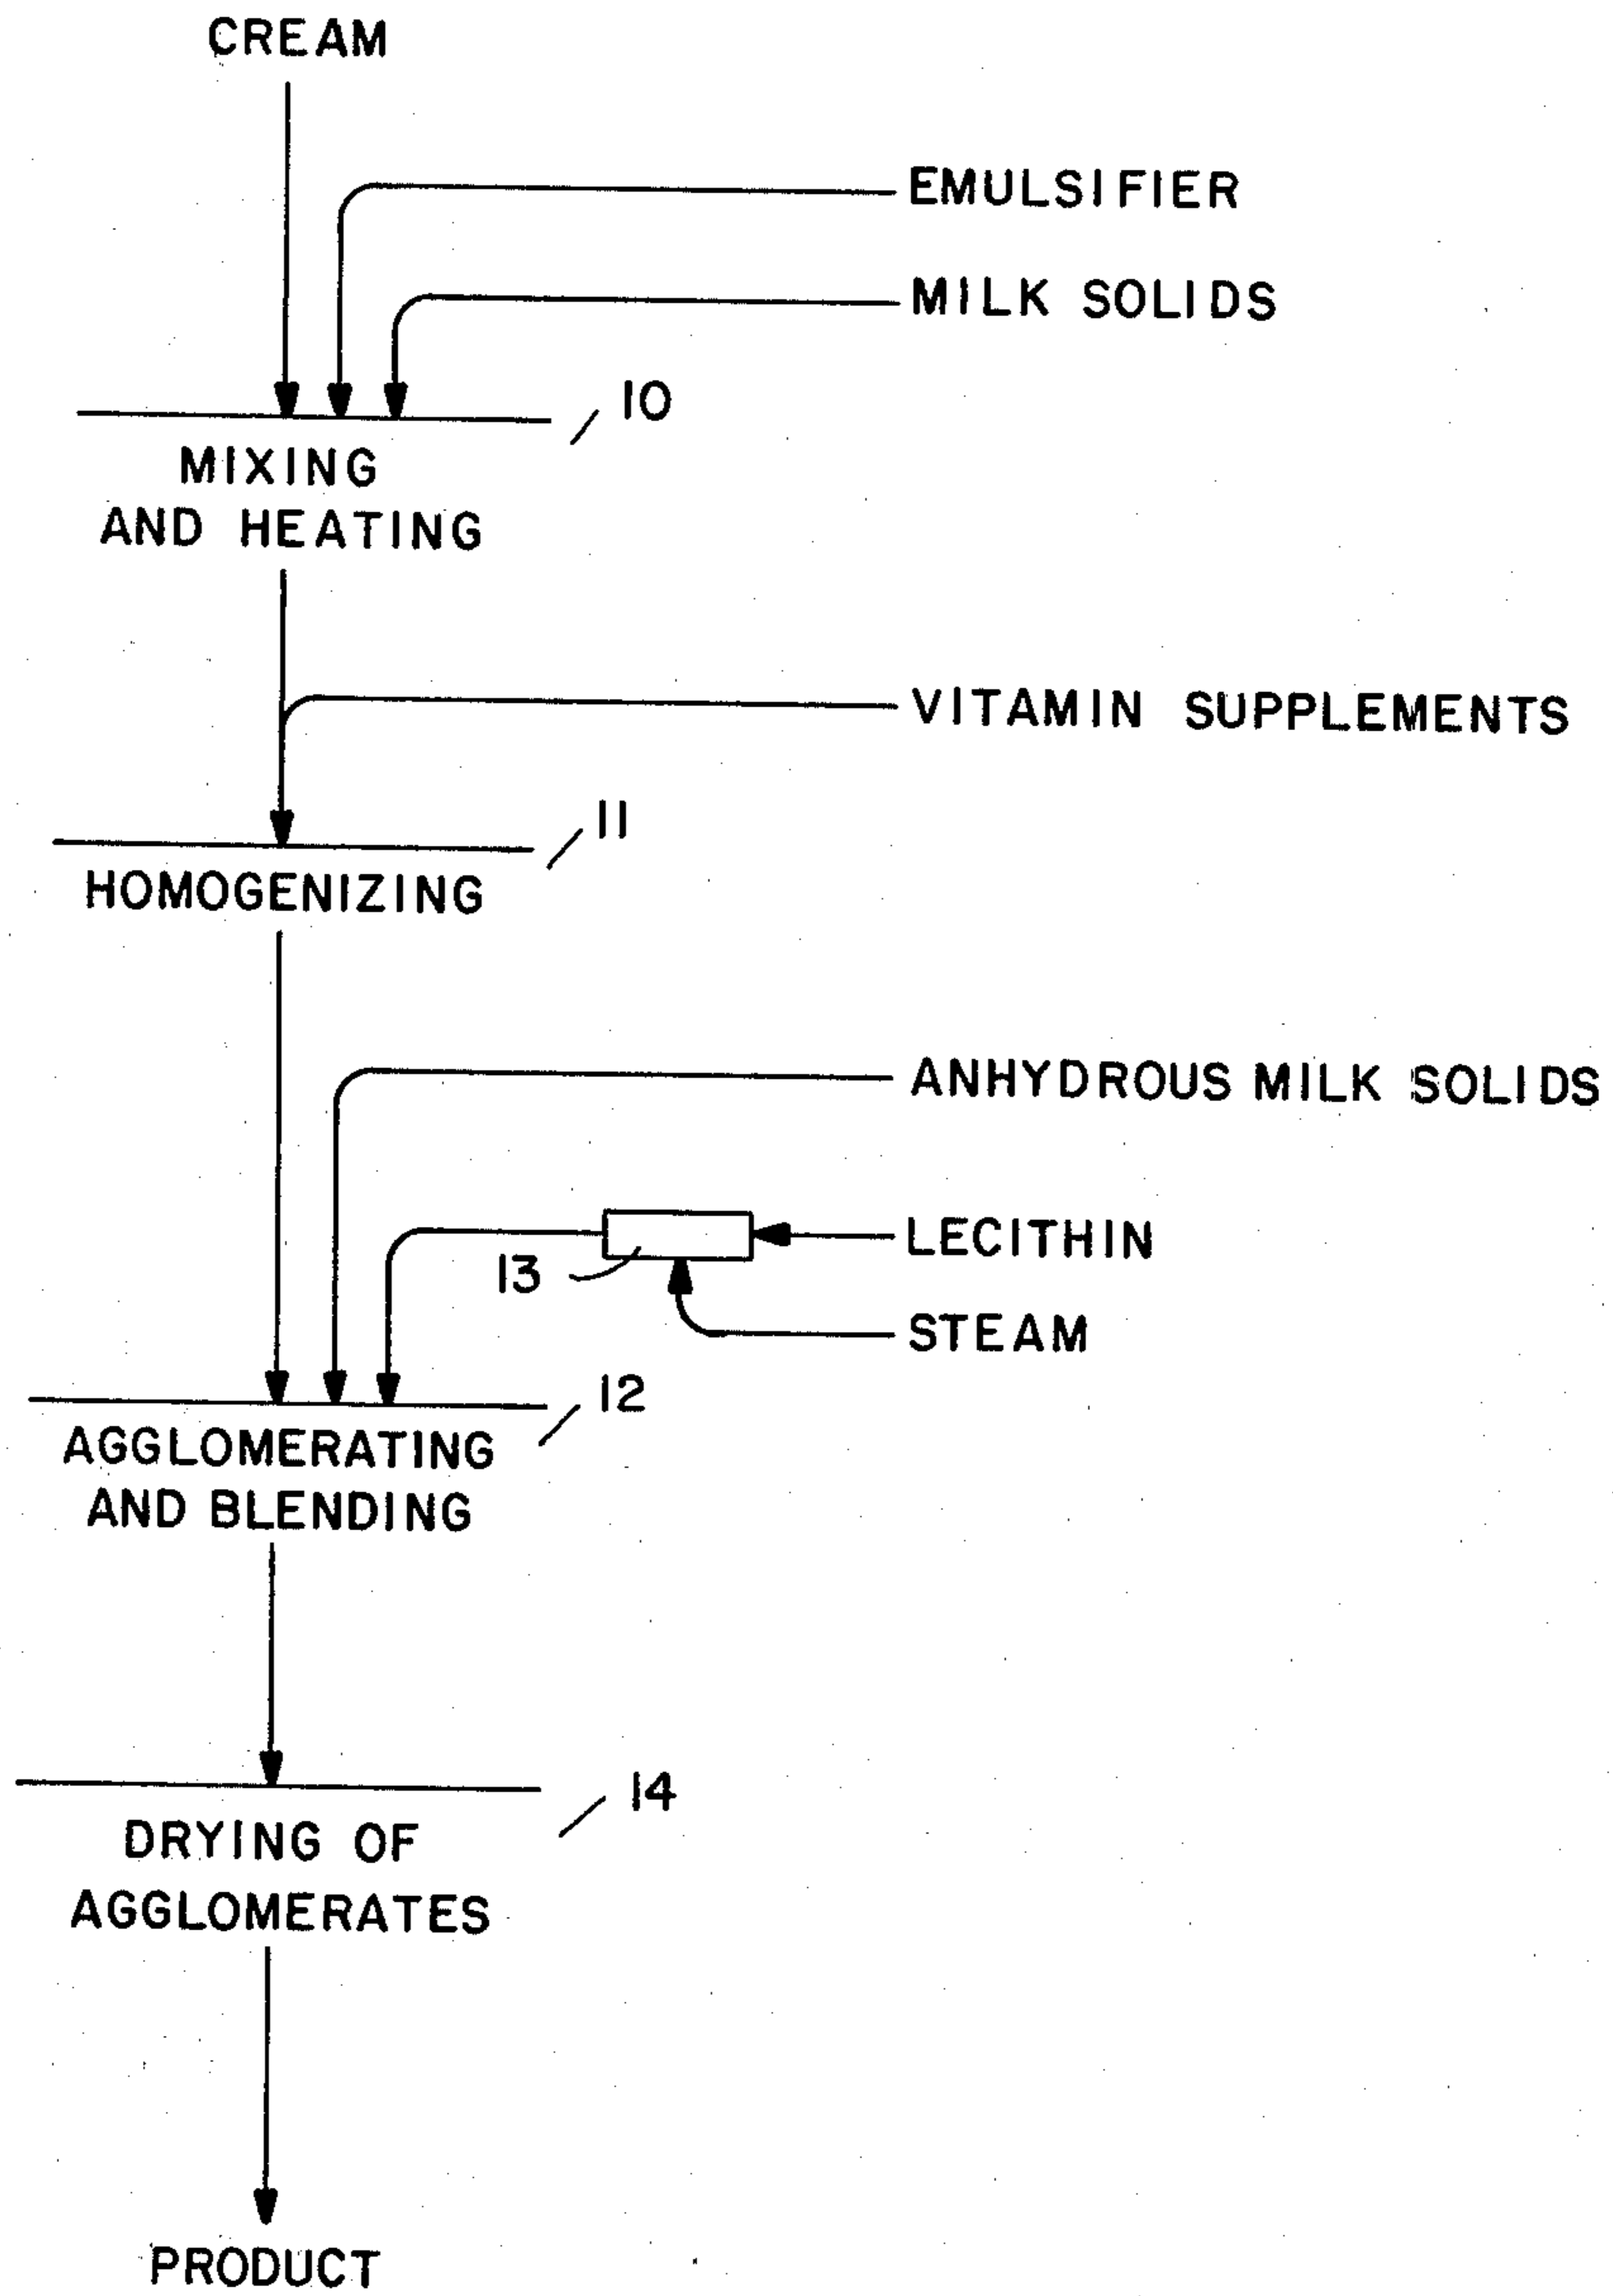 CREAM
EMULSIFIER
MILK SOLIDS
10
MIXING
AND HEATING
VITAMIN SUPPLEMENTS
11
HOMOGENIZING
ANHYDROUS MILK SOLIDS
LECITHIN
13
STEAM
12
AGGLOMERATING
AND BLENDING
14
DRYING OF
AGGLOMERATES
PRODUCT